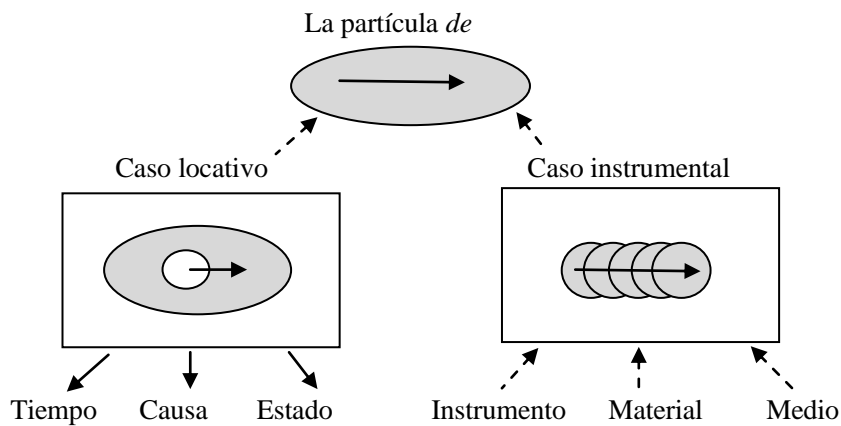 La partícula de
Caso locativo
Caso instrumental
Tiempo Causa Estado
Instrumento Material Medio